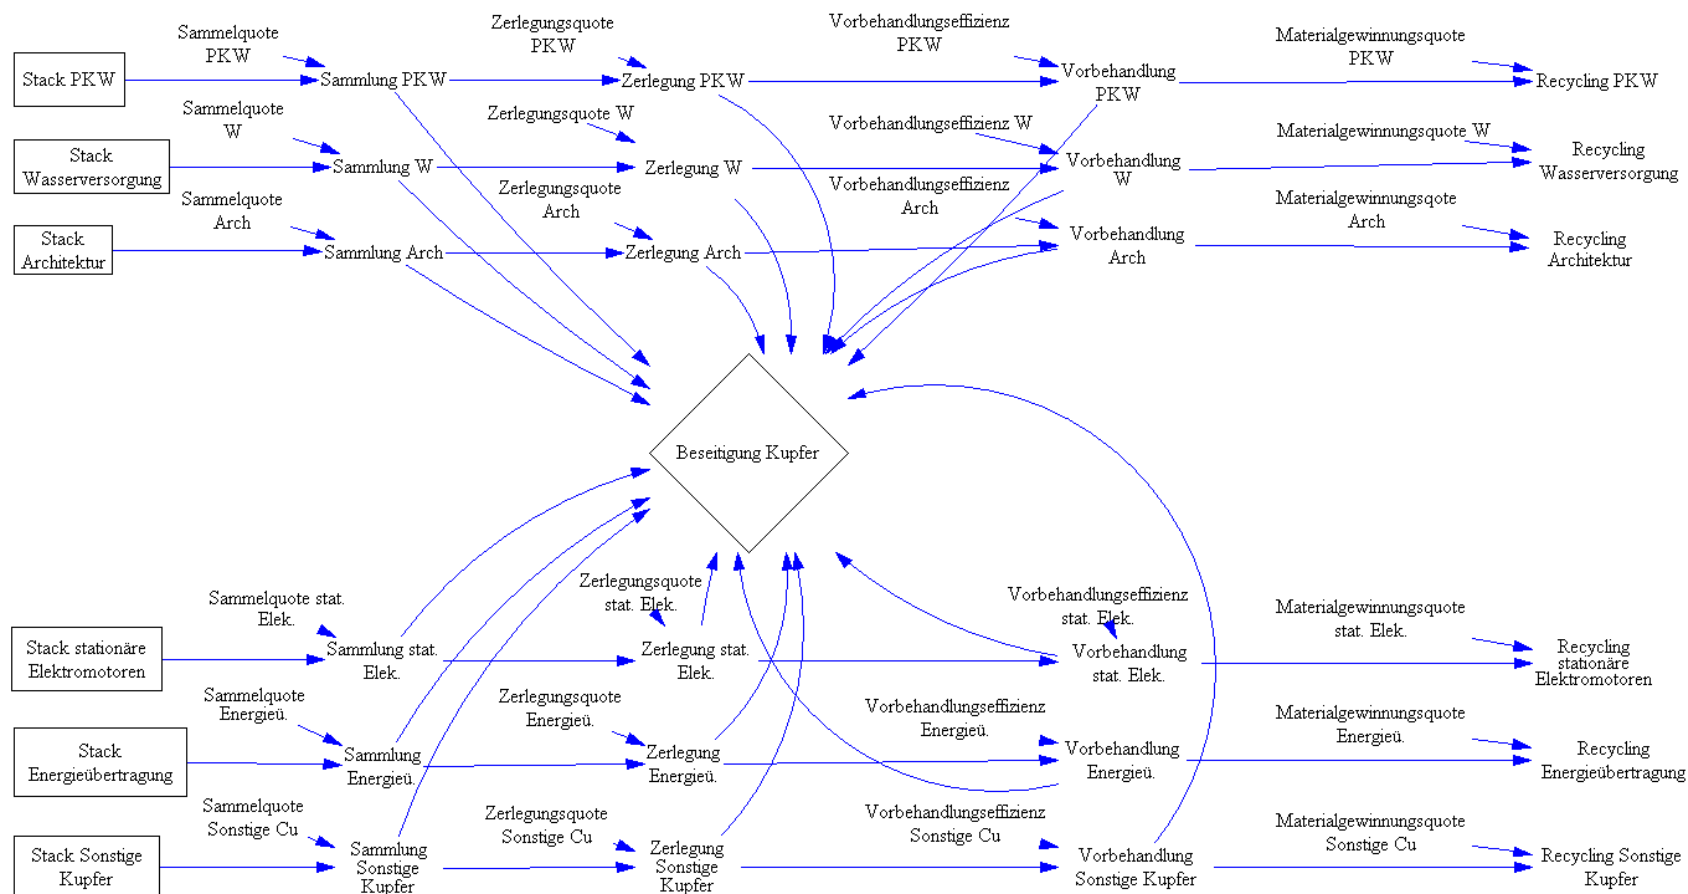 Sammelquote
PKW
Zerlegungsquote
PKW
Vorbehandlungseffizienz
PKW
Materialgewinnungsquote
PKW
Stack PKW
Sammlung PKW
Zerlegung PKW
Vorbehandlung
PKW
Recycling PKW
Sammelquote
W
Zerlegungsquote W
Vorbehandlungseffizienz W
Materialgewinnungsquote W
Stack
Wasserversorgung
Sammlung W
Zerlegung W
Vorbehandlung
W
Recycling
Wasserversorgung
Sammelquote
Arch
Zerlegungsquote
Arch
Vorbehandlungseffizienz
Arch
Materialgewinnungsqote
Arch
Stack
Architektur
Sammlung Arch
Zerlegung Arch
Vorbehandlung
Arch
Recycling
Architektur
Beseitigung Kupfer
Sammelquote stat.
Elek.
Zerlegungsquote
stat. Elek.
Vorbehandlungseffizienz
stat. Elek.
Materialgewinnungsquote
stat. Elek.
Stack stationäre
Elektromotoren
Sammlung stat.
Elek.
Zerlegung stat.
Elek.
Vorbehandlung
stat. Elek.
Recycling
stationäre
Elektromotoren
Sammelquote
Energieü.
Zerlegungsquote
Energieü.
Vorbehandlungseffizienz
Energieü.
Materialgewinnungsquote
Energieü.
Stack
Energieübertragung
Sammlung
Energieü.
Zerlegung
Energieü.
Vorbehandlung
Energieü.
Recycling
Energieübertragung
Sammelquote
Sonstige Cu
Zerlegungsquote
Sonstige Cu
Vorbehandlungseffizienz
Sonstige Cu
Materialgewinnungsquote
Sonstige Cu
Stack Sonstige
Kupfer
Sammlung
Sonstige
Kupfer
Zerlegung
Sonstige
Kupfer
Vorbehandlung
Sonstige Kupfer
Recycling Sonstige
Kupfer